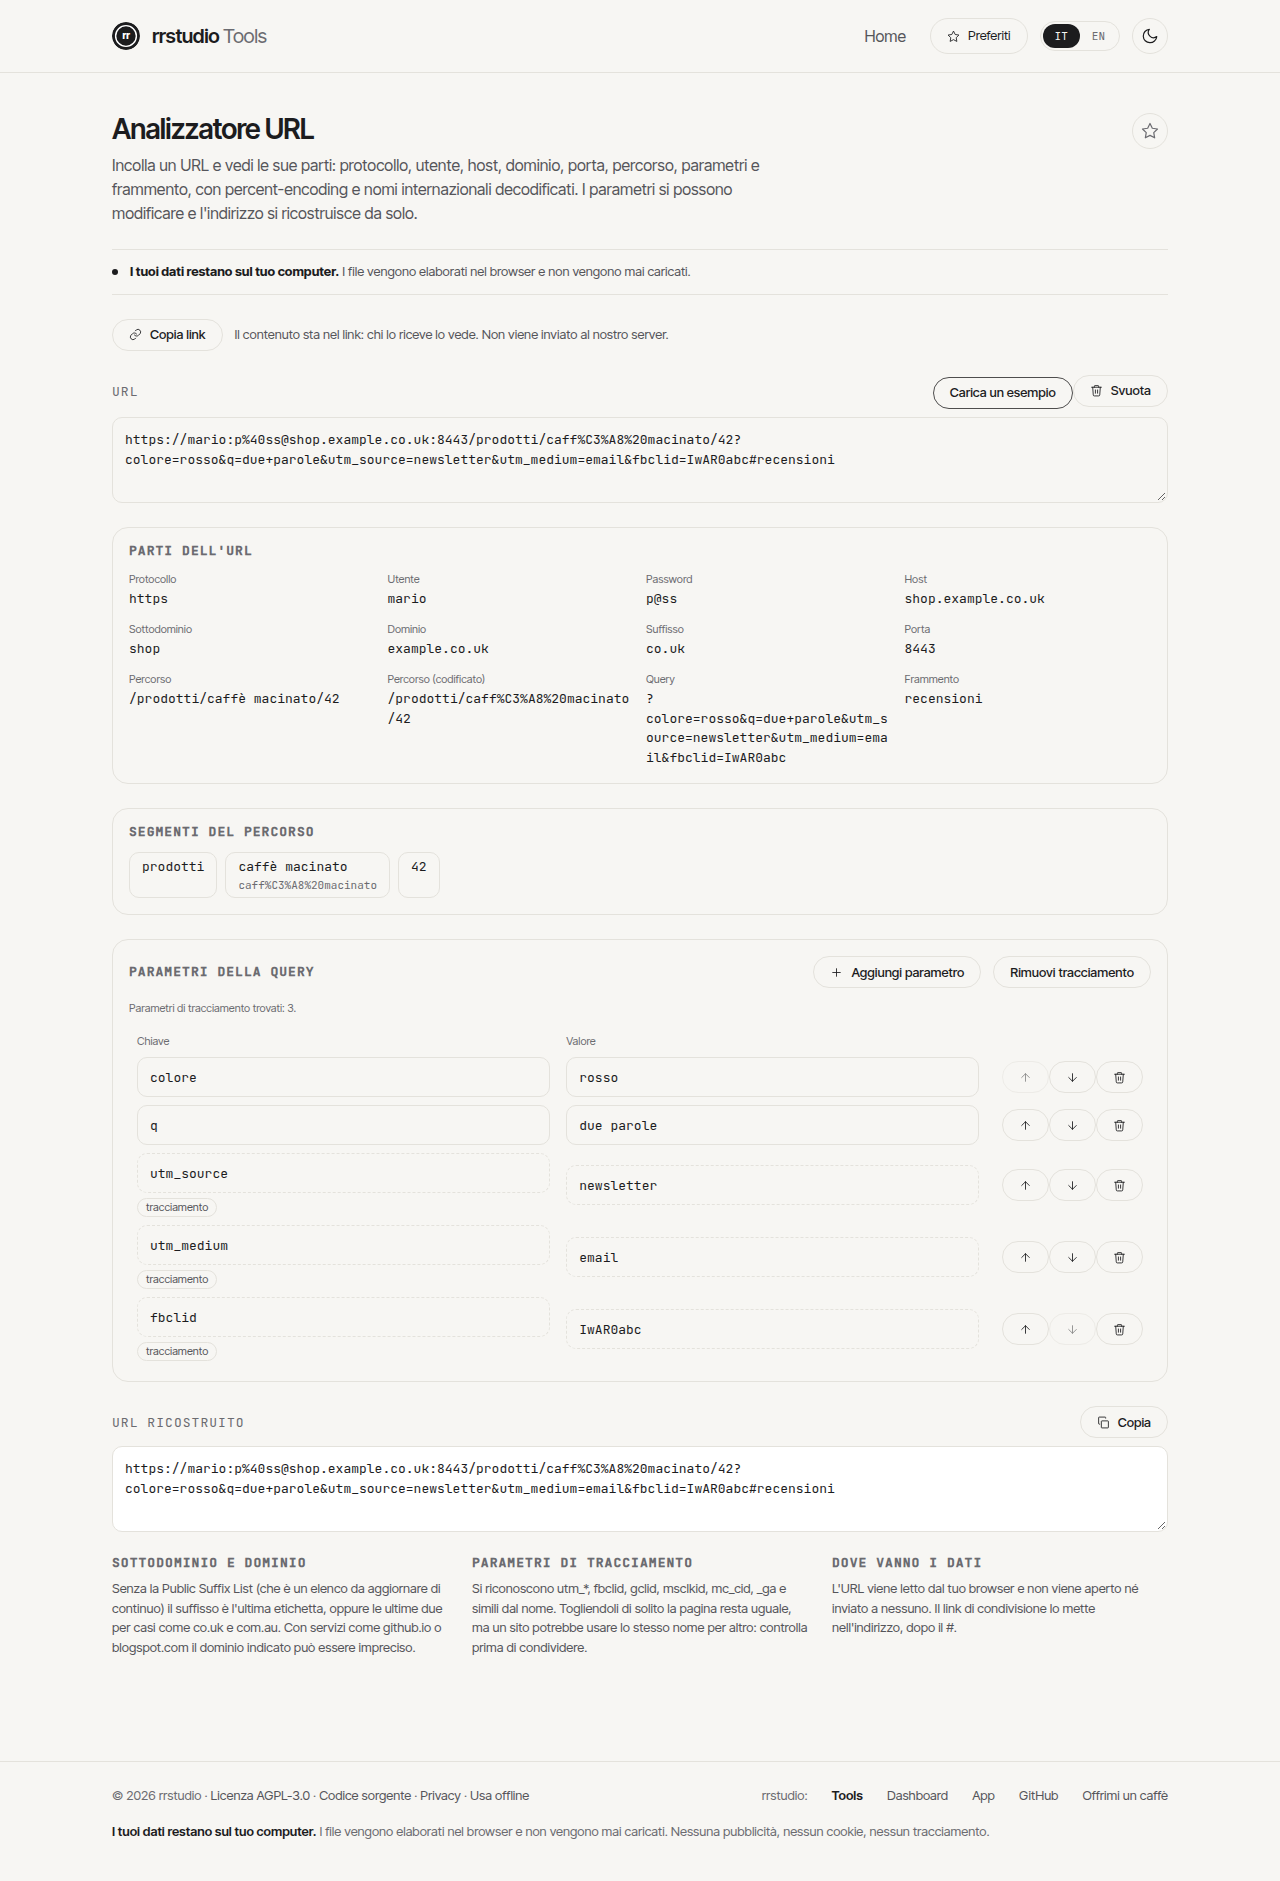 rr rrstudio Tools
Home
Preferiti
IT EN
Analizzatore URL
Incolla un URL e vedi le sue parti: protocollo, utente, host, dominio, porta, percorso, parametri e
frammento, con percent-encoding e nomi internazionali decodificati. I parametri si possono
modificare e l'indirizzo si ricostruisce da solo.
I tuoi dati restano sul tuo computer. I file vengono elaborati nel browser e non vengono mai caricati.
Copia link
Il contenuto sta nel link: chi lo riceve lo vede. Non viene inviato al nostro server.
URL
Carica un esempio
Svuota
https://mario:p%40ss@shop.example.co.uk:8443/prodotti/caff%C3%A8%20macinato/42?
colore=rosso&q=due+parole&utm_source=newsletter&utm_medium=email&fbclid=IwAR0abc#recensioni
PARTI DELL'URL
Protocollo
https
Utente
mario
Password
p@ss
Host
shop.example.co.uk
Sottodominio
shop
Dominio
example.co.uk
Suffisso
co.uk
Porta
8443
Percorso
/prodotti/caffè macinato/42
Percorso (codificato)
/prodotti/caff%C3%A8%20macinato
/42
Query
?
colore=rosso&q=due+parole&utm_s
ource=newsletter&utm_medium=ema
il&fbclid=IwAR0abc
Frammento
recensioni
SEGMENTI DEL PERCORSO
prodotti
caffè macinato
caff%C3%A8%20macinato
42
PARAMETRI DELLA QUERY
Aggiungi parametro
Rimuovi tracciamento
Parametri di tracciamento trovati: 3.
Chiave
Valore
colore
rosso
q
due parole
utm_source
newsletter
tracciamento
utm_medium
email
tracciamento
fbclid
IwAR0abc
tracciamento
URL RICOSTRUITO
Copia
https://mario:p%40ss@shop.example.co.uk:8443/prodotti/caff%C3%A8%20macinato/42?
colore=rosso&q=due+parole&utm_source=newsletter&utm_medium=email&fbclid=IwAR0abc#recensioni
SOTTODOMINIO E DOMINIO
Senza la Public Suffix List (che è un elenco da aggiornare di
continuo) il suffisso è l'ultima etichetta, oppure le ultime due
per casi come co.uk e com.au. Con servizi come github.io o
blogspot.com il dominio indicato può essere impreciso.
PARAMETRI DI TRACCIAMENTO
Si riconoscono utm_*, fbclid, gclid, msclkid, mc_cid, _ga e
simili dal nome. Togliendoli di solito la pagina resta uguale,
ma un sito potrebbe usare lo stesso nome per altro: controlla
prima di condividere.
DOVE VANNO I DATI
L'URL viene letto dal tuo browser e non viene aperto né
inviato a nessuno. Il link di condivisione lo mette
nell'indirizzo, dopo il #.
© 2026 rrstudio · Licenza AGPL-3.0 · Codice sorgente · Privacy · Usa offline
rrstudio: Tools Dashboard App GitHub Offrimi un caffè
I tuoi dati restano sul tuo computer. I file vengono elaborati nel browser e non vengono mai caricati. Nessuna pubblicità, nessun cookie, nessun tracciamento.